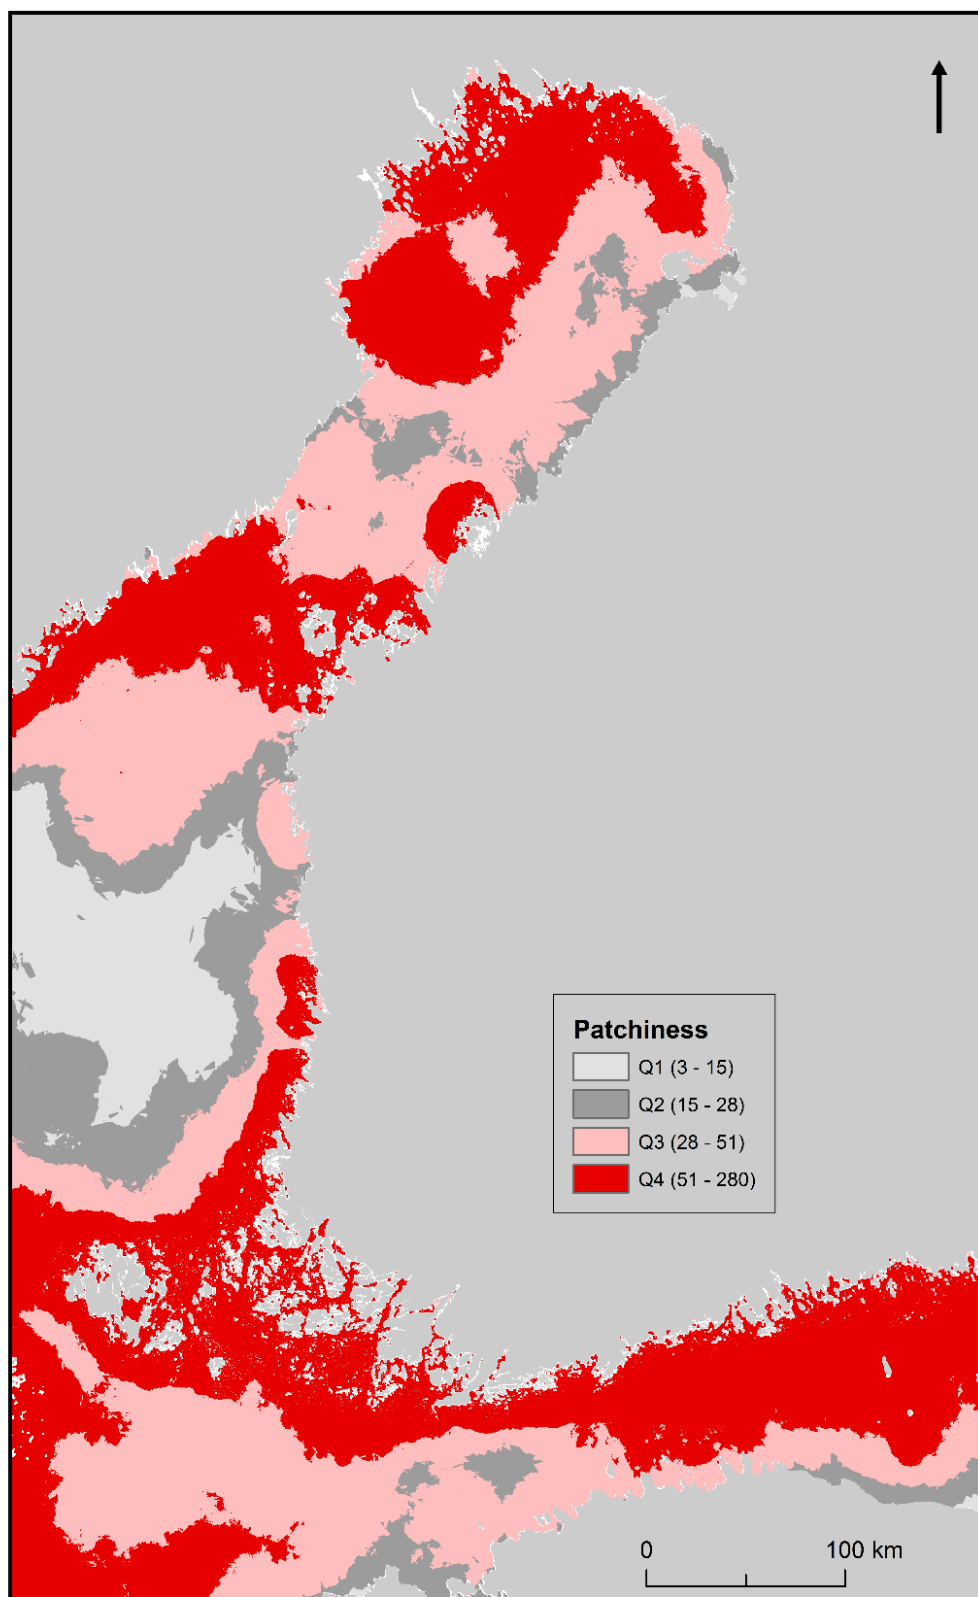 Patchiness
Q1 (3 - 15)
Q2 (15 - 28)
Q3 (28 - 51)
Q4 (51 - 280)
0 100 km